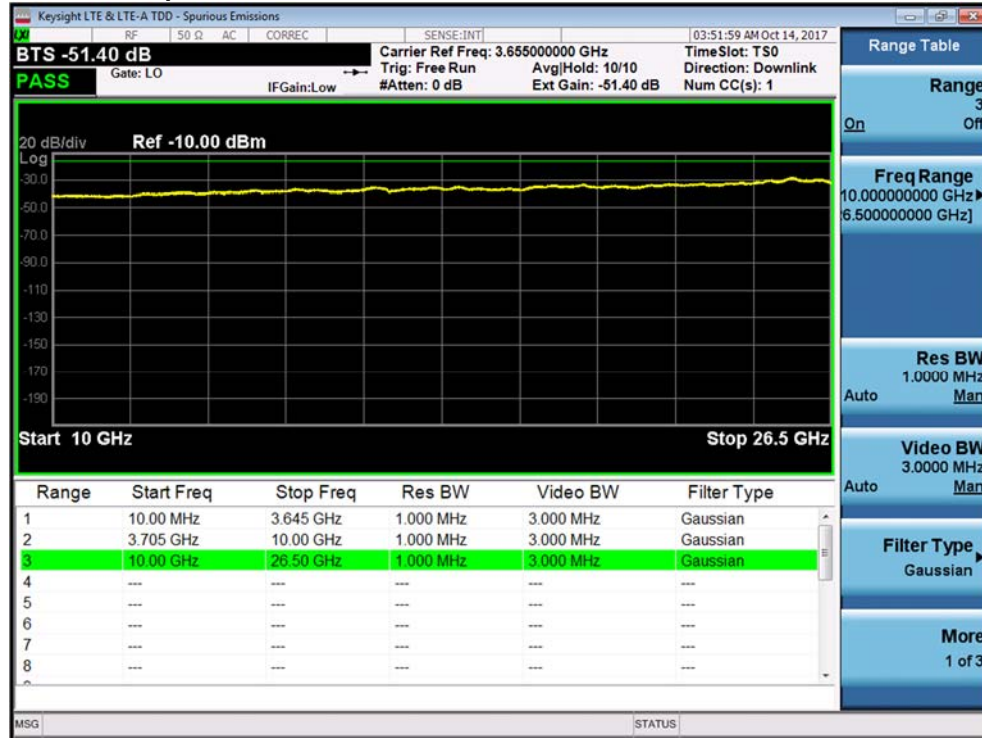 Keysight LTE & LTE-A TDD - Spurious Emissions
LXI RF 50 Ω AC CORREC SENSE:INT 03:51:59 AM Oct 14, 2017
BTS -51.40 dB
PASS
Gate: LO
IFGain:Low
Carrier Ref Freq: 3.655000000 GHz
Trig: Free Run Avg|Hold: 10/10
#Atten: 0 dB Ext Gain: -51.40 dB
TimeSlot: TS0
Direction: Downlink
Num CC(s): 1
20 dB/div Ref -10.00 dBm
Log
-30.0
-50.0
-70.0
-90.0
-110
-130
-150
-170
-190
Start 10 GHz Stop 26.5 GHz
Range Start Freq Stop Freq Res BW Video BW Filter Type
1 10.00 MHz 3.645 GHz 1.000 MHz 3.000 MHz Gaussian
2 3.705 GHz 10.00 GHz 1.000 MHz 3.000 MHz Gaussian
3 10.00 GHz 26.50 GHz 1.000 MHz 3.000 MHz Gaussian
4 --- --- --- --- ---
5 --- --- --- --- ---
6 --- --- --- --- ---
7 --- --- --- --- ---
8 --- --- --- --- ---
MSG STATUS
Range Table
Range
3
On Off
Freq Range
10.000000000 GHz
6.500000000 GHz]
Res BW
1.0000 MHz
Auto Man
Video BW
3.0000 MHz
Auto Man
Filter Type
Gaussian
More
1 of 3